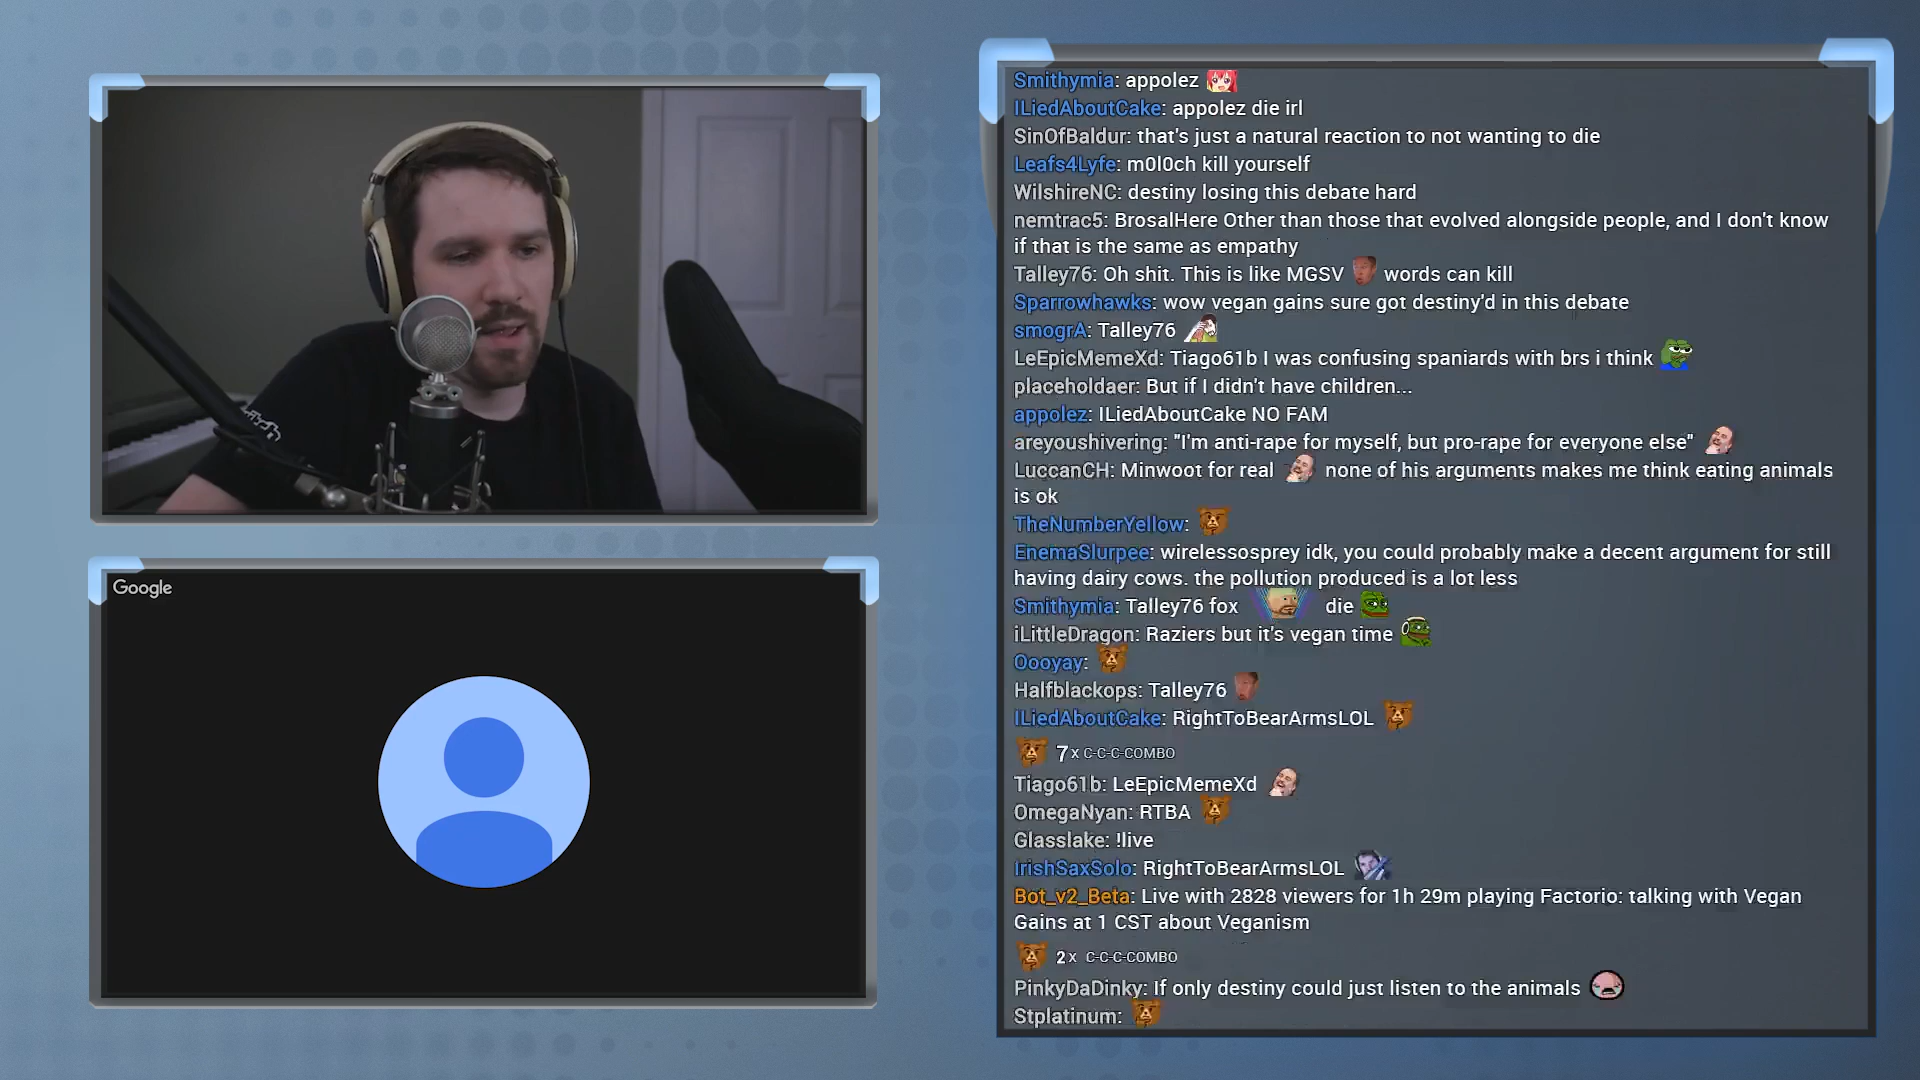 Smithymia: appolez
ILiedAboutCake: appolez die irl
SinOfBaldur: that's just a natural reaction to not wanting to die
Leafs4Lyfe: m0l0ch kill yourself
WilshireNC: destiny losing this debate hard
nemtrac5: BrosalHere Other than those that evolved alongside people, and I don't know
if that is the same as empathy
Talley76: Oh shit. This is like MGSV words can kill
Sparrowhawks: wow vegan gains sure got destiny'd in this debate
smogrA: Talley76
LeEpicMemeXd: Tiago61b I was confusing spaniards with brs i think
placeholdaer: But if I didn't have children...
appolez: ILiedAboutCake NO FAM
areyoushivering: "I'm anti-rape for myself, but pro-rape for everyone else"
LuccanCH: Minwoot for real none of his arguments makes me think eating animals
is ok
TheNumberYellow:
EnemaSlurpee: wirelessosprey idk, you could probably make a decent argument for still
having dairy cows. the pollution produced is a lot less
Smithymia: Talley76 fox die
iLittleDragon: Raziers but it's vegan time
Oooyay:
Halfblackops: Talley76
ILiedAboutCake: RightToBearArmsLOL
7x C-C-C-COMBO
Tiago61b: LeEpicMemeXd
OmegaNyan: RTBA
Glasslake: !live
IrishSaxSolo: RightToBearArmsLOL
Bot_v2_Beta: Live with 2828 viewers for 1h 29m playing Factorio: talking with Vegan
Gains at 1 CST about Veganism
2x C-C-C-COMBO
PinkyDaDinky: If only destiny could just listen to the animals
Stplatinum:
Google